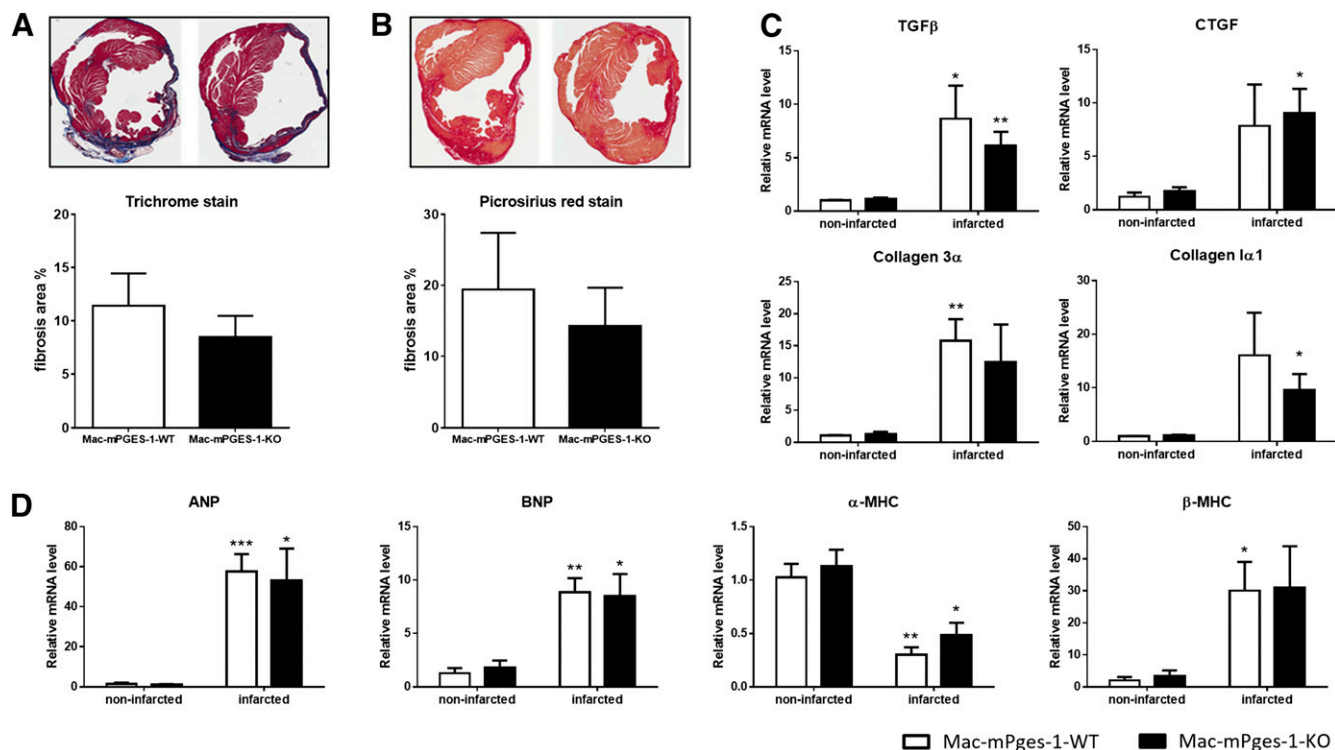 A
B
C
Trichrome stain
fibrosis area %
20
15
10
5
0
Mac-mPGES-1-WT
Mac-mPGES-1-KO
Picrosirius red stain
fibrosis area %
30
20
10
0
Mac-mPGES-1-WT
Mac-mPGES-1-KO
TGFβ
Relative mRNA level
15
10
5
0
* **
non-infarcted infarcted
CTGF
Relative mRNA level
15
10
5
0
*
non-infarcted infarcted
Collagen 3α
Relative mRNA level
25
20
15
10
5
0
**
non-infarcted infarcted
Collagen Iα1
Relative mRNA level
30
20
10
0
*
non-infarcted infarcted
D
ANP
Relative mRNA level
80
60
40
20
0
*** *
non-infarcted infarcted
BNP
Relative mRNA level
15
10
5
0
** *
non-infarcted infarcted
α-MHC
Relative mRNA level
1.5
1.0
0.5
0.0
** *
non-infarcted infarcted
β-MHC
Relative mRNA level
50
40
30
20
10
0
*
non-infarcted infarcted
Mac-mPges-1-WT Mac-mPges-1-KO